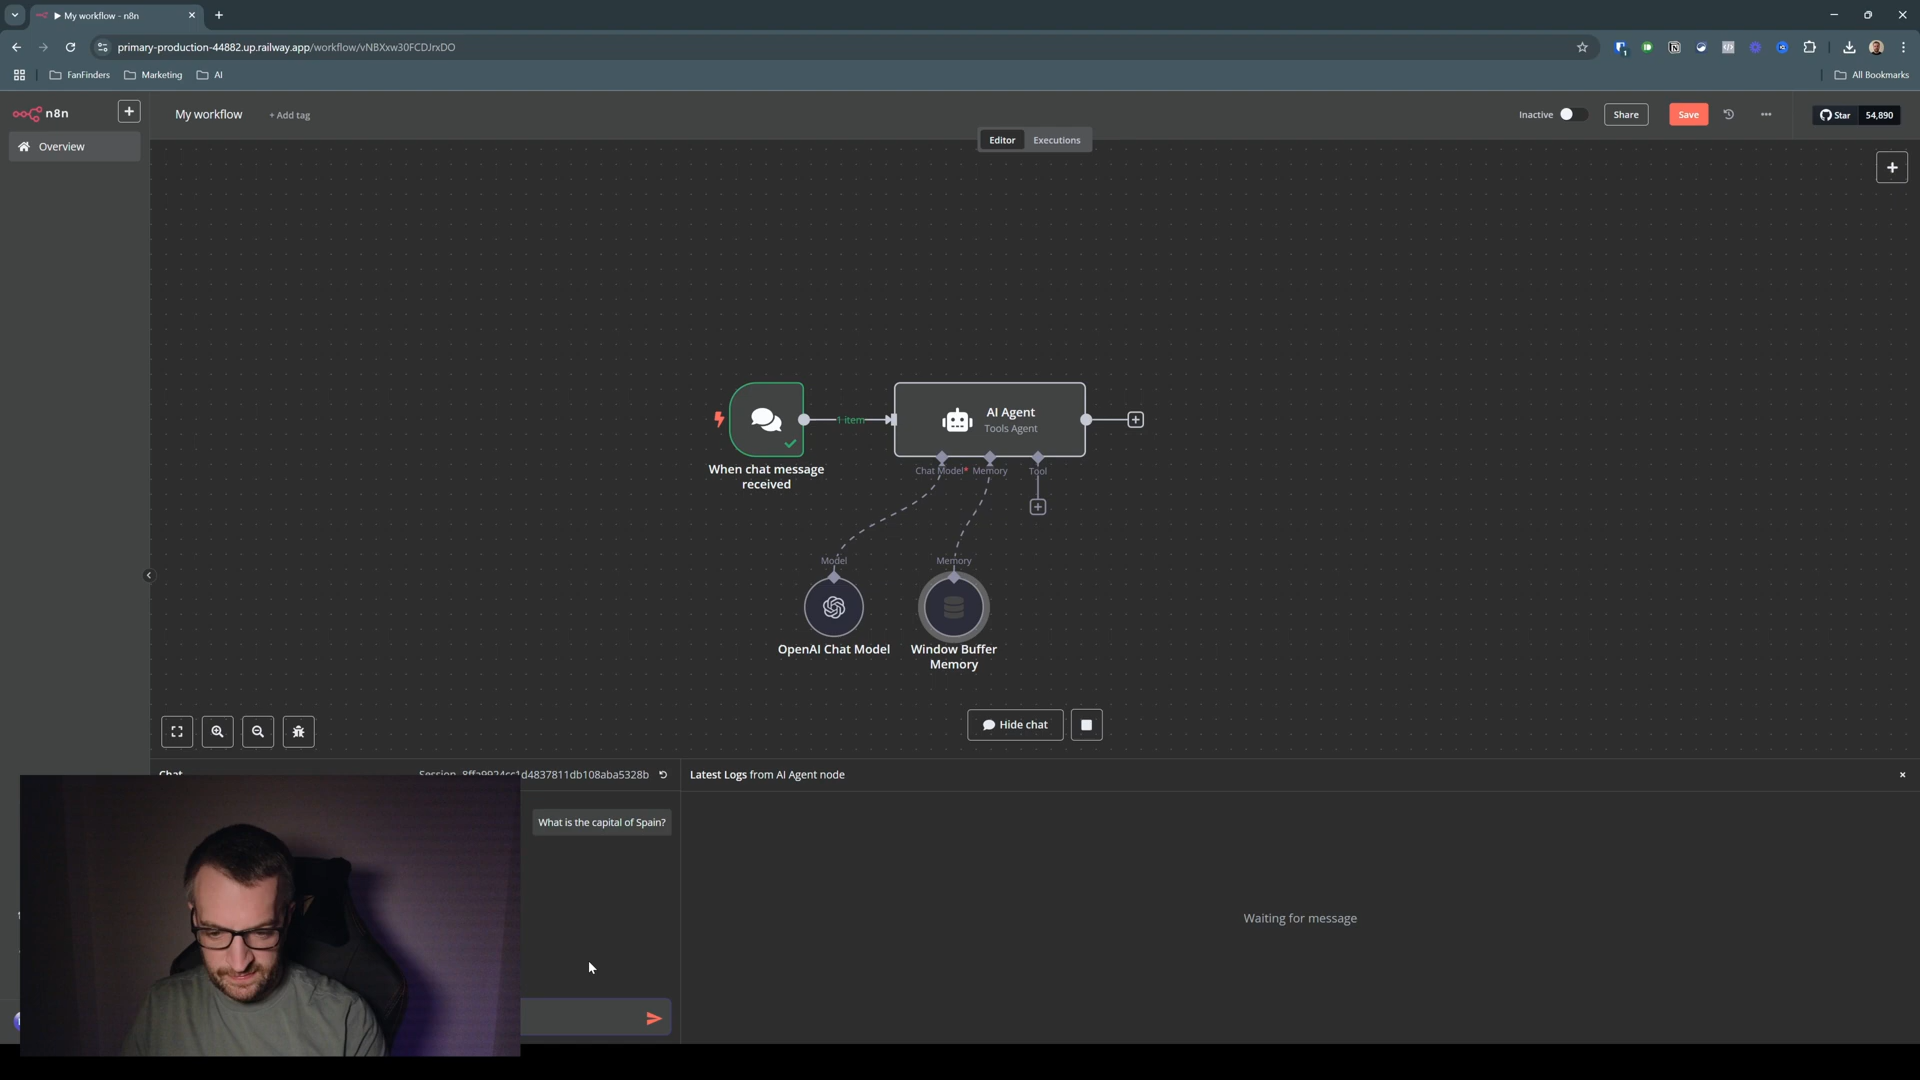 My workflow - n8n
primary-production-44882.up.railway.app/workflow/vNBXxw30FCDJrxDO
FanFinders
Marketing
AI
All Bookmarks
n8n
My workflow
+ Add tag
Inactive
Share
Save
Star
54,890
Overview
Editor
Executions
1 item
AI Agent
Tools Agent
When chat message
received
Chat Model*
Memory
Tool
Model
Memory
OpenAI Chat Model
Window Buffer
Memory
Hide chat
Chat
Session 8ffa9924cc1d4837811db108aba5328b
Latest Logs from AI Agent node
What is the capital of Spain?
Waiting for message